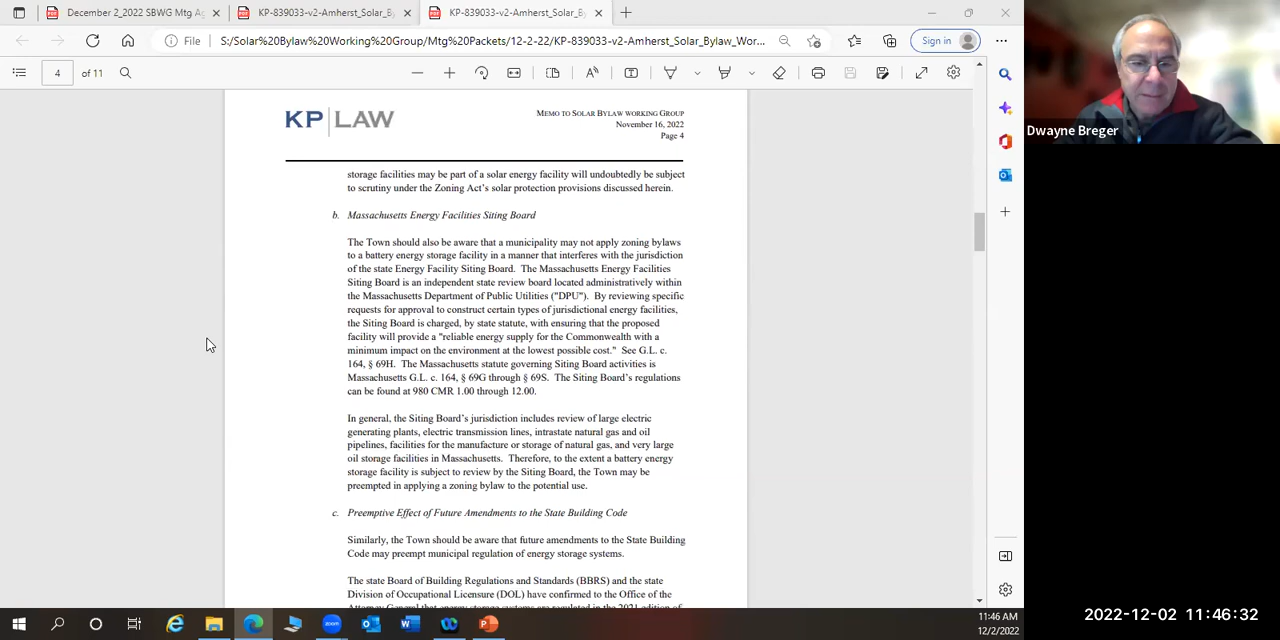 December 2_2022 SBWG Mtg Ag
KP-839033-v2-Amherst_Solar_By
KP-839033-v2-Amherst_Solar_By
File
S:/Solar%20Bylaw%20Working%20Group/Mtg%20Packets/12-2-22/KP-839033-v2-Amherst_Solar_Bylaw_Wor...
Sign in
4 of 11
KP | LAW
MEMO TO SOLAR BYLAW WORKING GROUP
November 16, 2022
Page 4
storage facilities may be part of a solar energy facility will undoubtedly be subject
to scrutiny under the Zoning Act's solar protection provisions discussed herein.
b. Massachusetts Energy Facilities Siting Board
The Town should also be aware that a municipality may not apply zoning bylaws
to a battery energy storage facility in a manner that interferes with the jurisdiction
of the state Energy Facility Siting Board. The Massachusetts Energy Facilities
Siting Board is an independent state review board located administratively within
the Massachusetts Department of Public Utilities ("DPU"). By reviewing specific
requests for approval to construct certain types of jurisdictional energy facilities,
the Siting Board is charged, by state statute, with ensuring that the proposed
facility will provide a "reliable energy supply for the Commonwealth with a
minimum impact on the environment at the lowest possible cost." See G.L. c.
164, § 69H. The Massachusetts statute governing Siting Board activities is
Massachusetts G.L. c. 164, § 69G through § 69S. The Siting Board's regulations
can be found at 980 CMR 1.00 through 12.00.
In general, the Siting Board's jurisdiction includes review of large electric
generating plants, electric transmission lines, intrastate natural gas and oil
pipelines, facilities for the manufacture or storage of natural gas, and very large
oil storage facilities in Massachusetts. Therefore, to the extent a battery energy
storage facility is subject to review by the Siting Board, the Town may be
preempted in applying a zoning bylaw to the potential use.
c. Preemptive Effect of Future Amendments to the State Building Code
Similarly, the Town should be aware that future amendments to the State Building
Code may preempt municipal regulation of energy storage systems.
The state Board of Building Regulations and Standards (BBRS) and the state
Division of Occupational Licensure (DOL) have confirmed to the Office of the
Attorney General that energy storage systems are regulated in the 2021 edition of
Dwayne Breger
11:46 AM
12/2/2022
2022-12-02 11:46:32